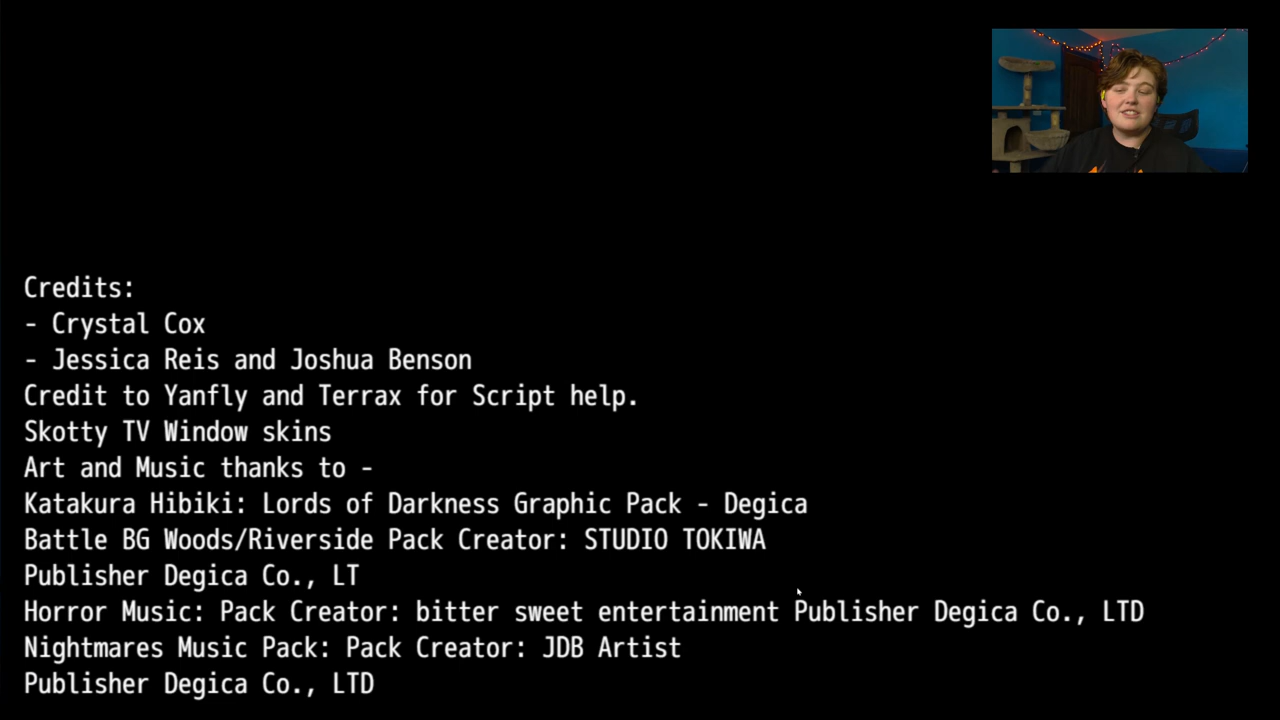 Credits:
- Crystal Cox
- Jessica Reis and Joshua Benson
Credit to Yanfly and Terrax for Script help.
Skotty TV Window skins
Art and Music thanks to -
Katakura Hibiki: Lords of Darkness Graphic Pack - Degica
Battle BG Woods/Riverside Pack Creator: STUDIO TOKIWA
Publisher Degica Co., LT
Horror Music: Pack Creator: bitter sweet entertainment Publisher Degica Co., LTD
Nightmares Music Pack: Pack Creator: JDB Artist
Publisher Degica Co., LTD